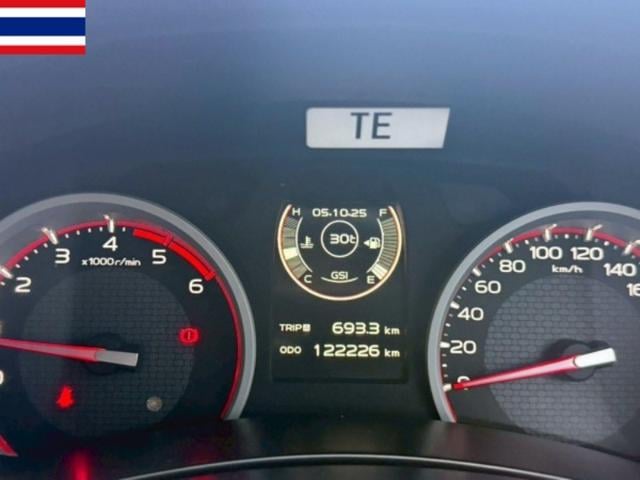 TE
H 05.10.25 F
30t
C GSI E
TRIP B 693.3 km
ODO 122226 km
3 4 5 6
x1000r/min
0 20 40 60 80 100 120 140
km/h